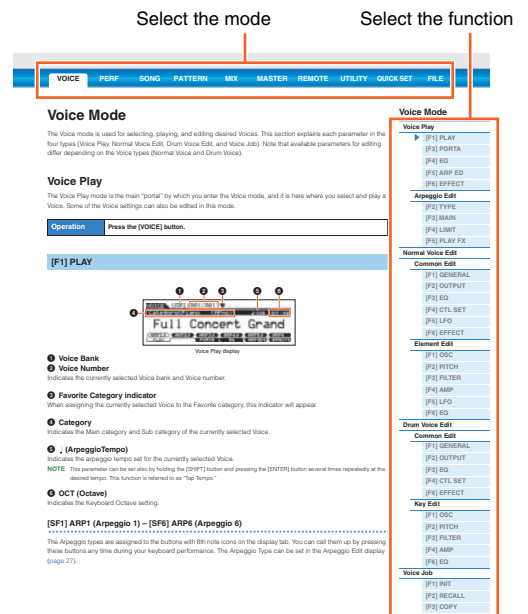 Select the mode
Select the function
VOICE PERF SONG PATTERN MIX MASTER REMOTE UTILITY QUICK SET FILE
Voice Mode
The Voice mode is used for selecting, playing, and editing desired Voices. This section explains each parameter in the
four types (Voice Play, Normal Voice Edit, Drum Voice Edit, and Voice Job). Note that available parameters for editing
differ depending on the Voice types (Normal Voice and Drum Voice).
Voice Play
The Voice Play mode is the main “portal” by which you enter the Voice mode, and it is here where you select and play a
Voice. Some of the Voice settings can also be edited in this mode.
Operation Press the [VOICE] button.
[F1] PLAY
1 2 3 5 6
4
Full Concert Grand
Voice Play display
1 Voice Bank
2 Voice Number
Indicates the currently selected Voice bank and Voice number.
3 Favorite Category indicator
When assigning the currently selected Voice to the Favorite category, this indicator will appear.
4 Category
Indicates the Main category and Sub category of the currently selected Voice.
5 ♩ (ArpeggioTempo)
Indicates the arpeggio tempo set for the currently selected Voice.
NOTE This parameter can be set also by holding the [SHIFT] button and pressing the [ENTER] button several times repeatedly at the
desired tempo. This function is referred to as “Tap Tempo.”
6 OCT (Octave)
Indicates the Keyboard Octave setting.
[SF1] ARP1 (Arpeggio 1) – [SF6] ARP6 (Arpeggio 6)
The Arpeggio types are assigned to the buttons with 8th note icons on the display tab. You can call them up by pressing
these buttons any time during your keyboard performance. The Arpeggio Type can be set in the Arpeggio Edit display
(page 27).
Voice Mode
Voice Play
[F1] PLAY
[F3] PORTA
[F4] EG
[F5] ARP ED
[F6] EFFECT
Arpeggio Edit
[F2] TYPE
[F3] MAIN
[F4] LIMIT
[F5] PLAY FX
Normal Voice Edit
Common Edit
[F1] GENERAL
[F2] OUTPUT
[F3] EQ
[F4] CTL SET
[F5] LFO
[F6] EFFECT
Element Edit
[F1] OSC
[F2] PITCH
[F3] FILTER
[F4] AMP
[F5] LFO
[F6] EQ
Drum Voice Edit
Common Edit
[F1] GENERAL
[F2] OUTPUT
[F3] EQ
[F4] CTL SET
[F6] EFFECT
Key Edit
[F1] OSC
[F2] PITCH
[F3] FILTER
[F4] AMP
[F6] EQ
Voice Job
[F1] INIT
[F2] RECALL
[F3] COPY